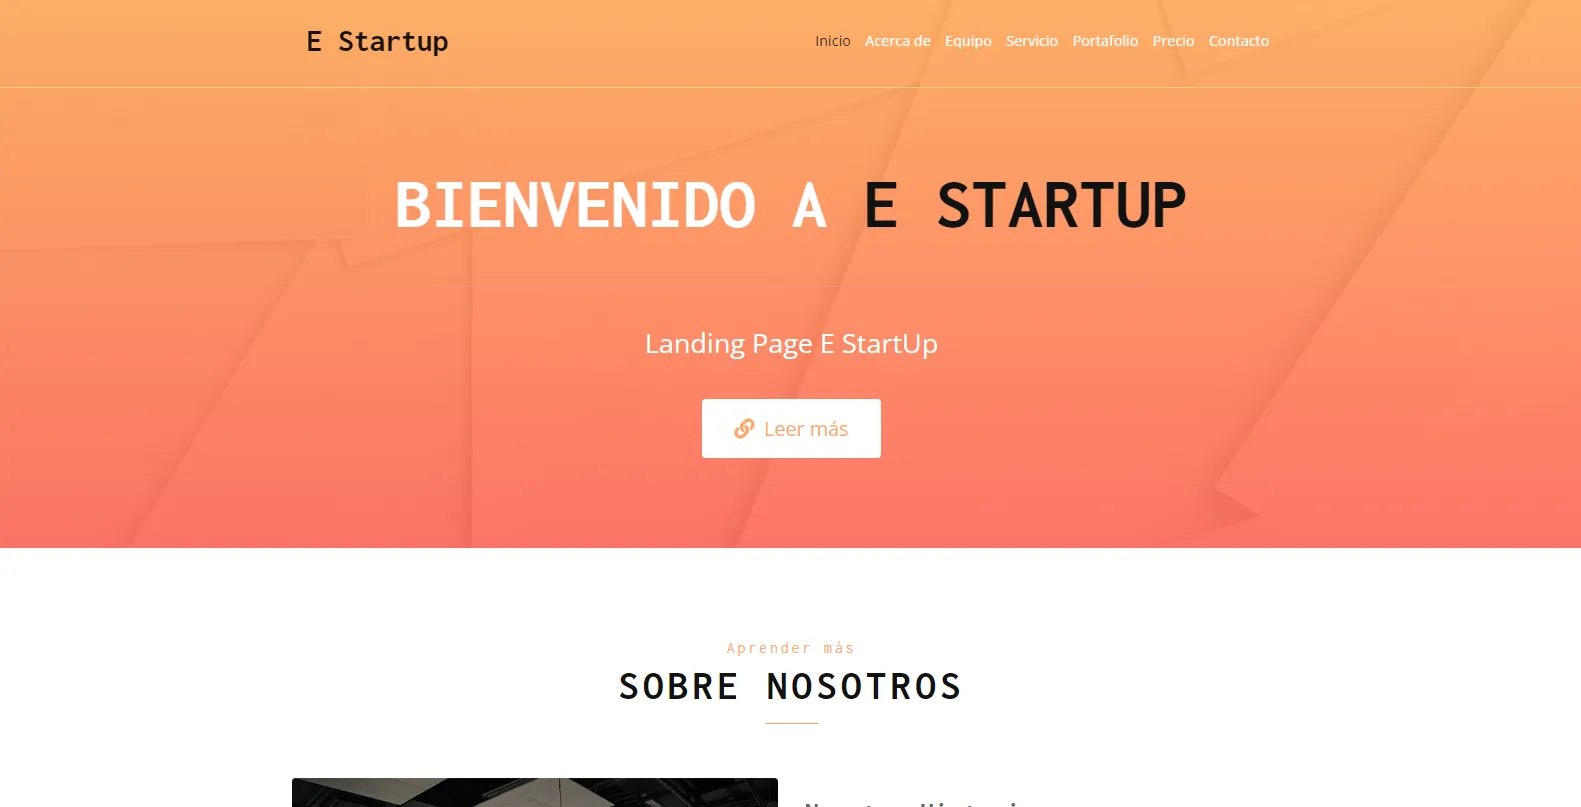 E Startup
Inicio Acerca de Equipo Servicio Portafolio Precio Contacto
BIENVENIDO A E STARTUP
Landing Page E StartUp
Leer más
Aprender más
SOBRE NOSOTROS